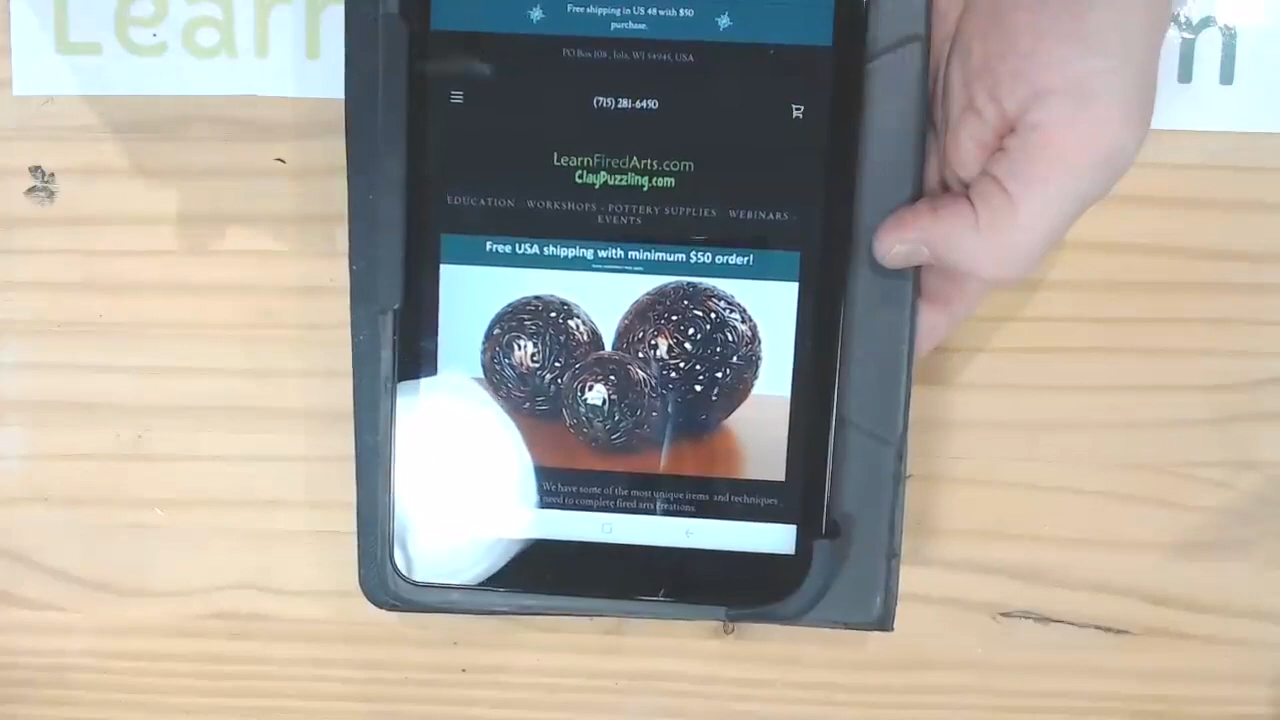 Learn
n
Free shipping in US 48 with $50
purchase.
PO Box 108, Iola, WI 54945, USA
(715) 281-6450
LearnFiredArts.com
ClayPuzzling.com
EDUCATION WORKSHOPS - POTTERY SUPPLIES WEBINARS -
EVENTS
Free USA shipping with minimum $50 order!
We have some of the most unique items and techniques
need to complete fired arts creations.